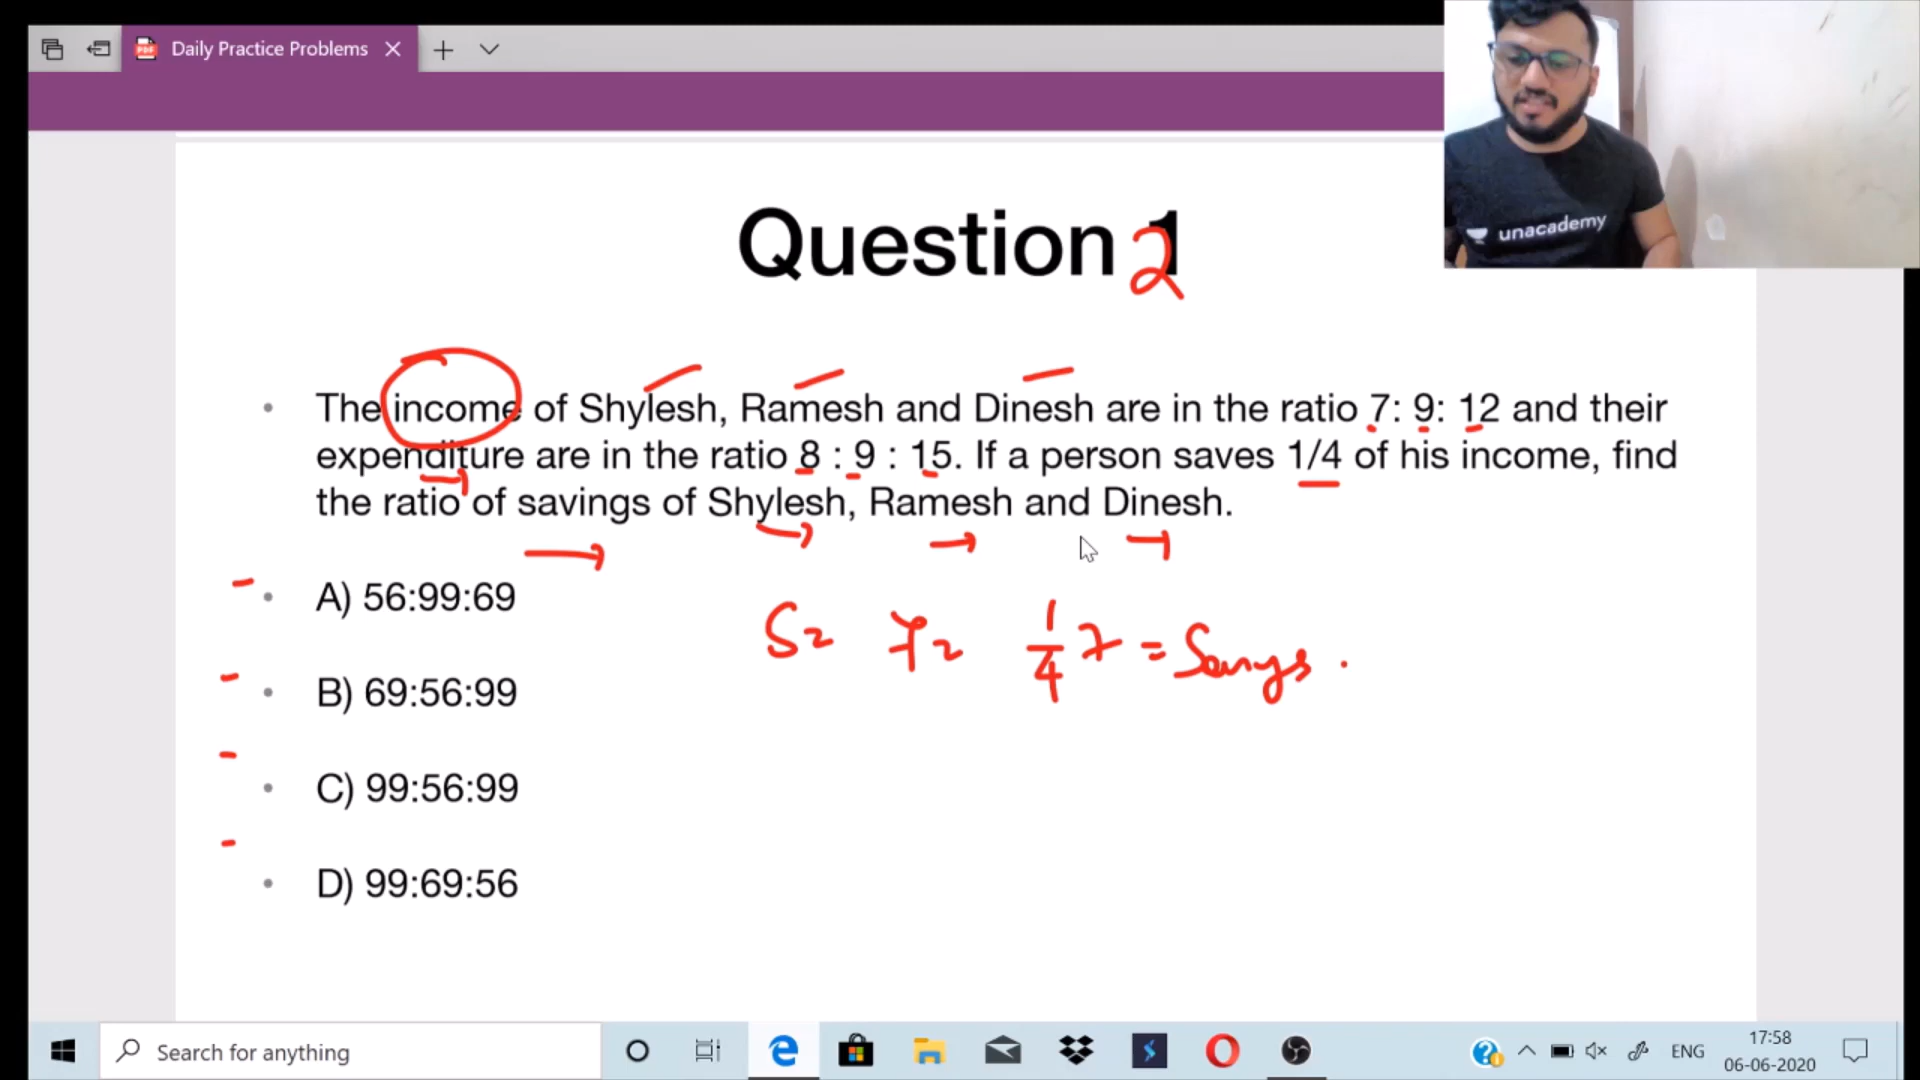 Daily Practice Problems
unacademy
Question 1
2
The income of Shylesh, Ramesh and Dinesh are in the ratio 7: 9: 12 and their
expenditure are in the ratio 8 : 9 : 15. If a person saves 1/4 of his income, find
the ratio of savings of Shylesh, Ramesh and Dinesh.
A) 56:99:69
B) 69:56:99
C) 99:56:99
D) 99:69:56
Search for anything
ENG
17:58
06-06-2020